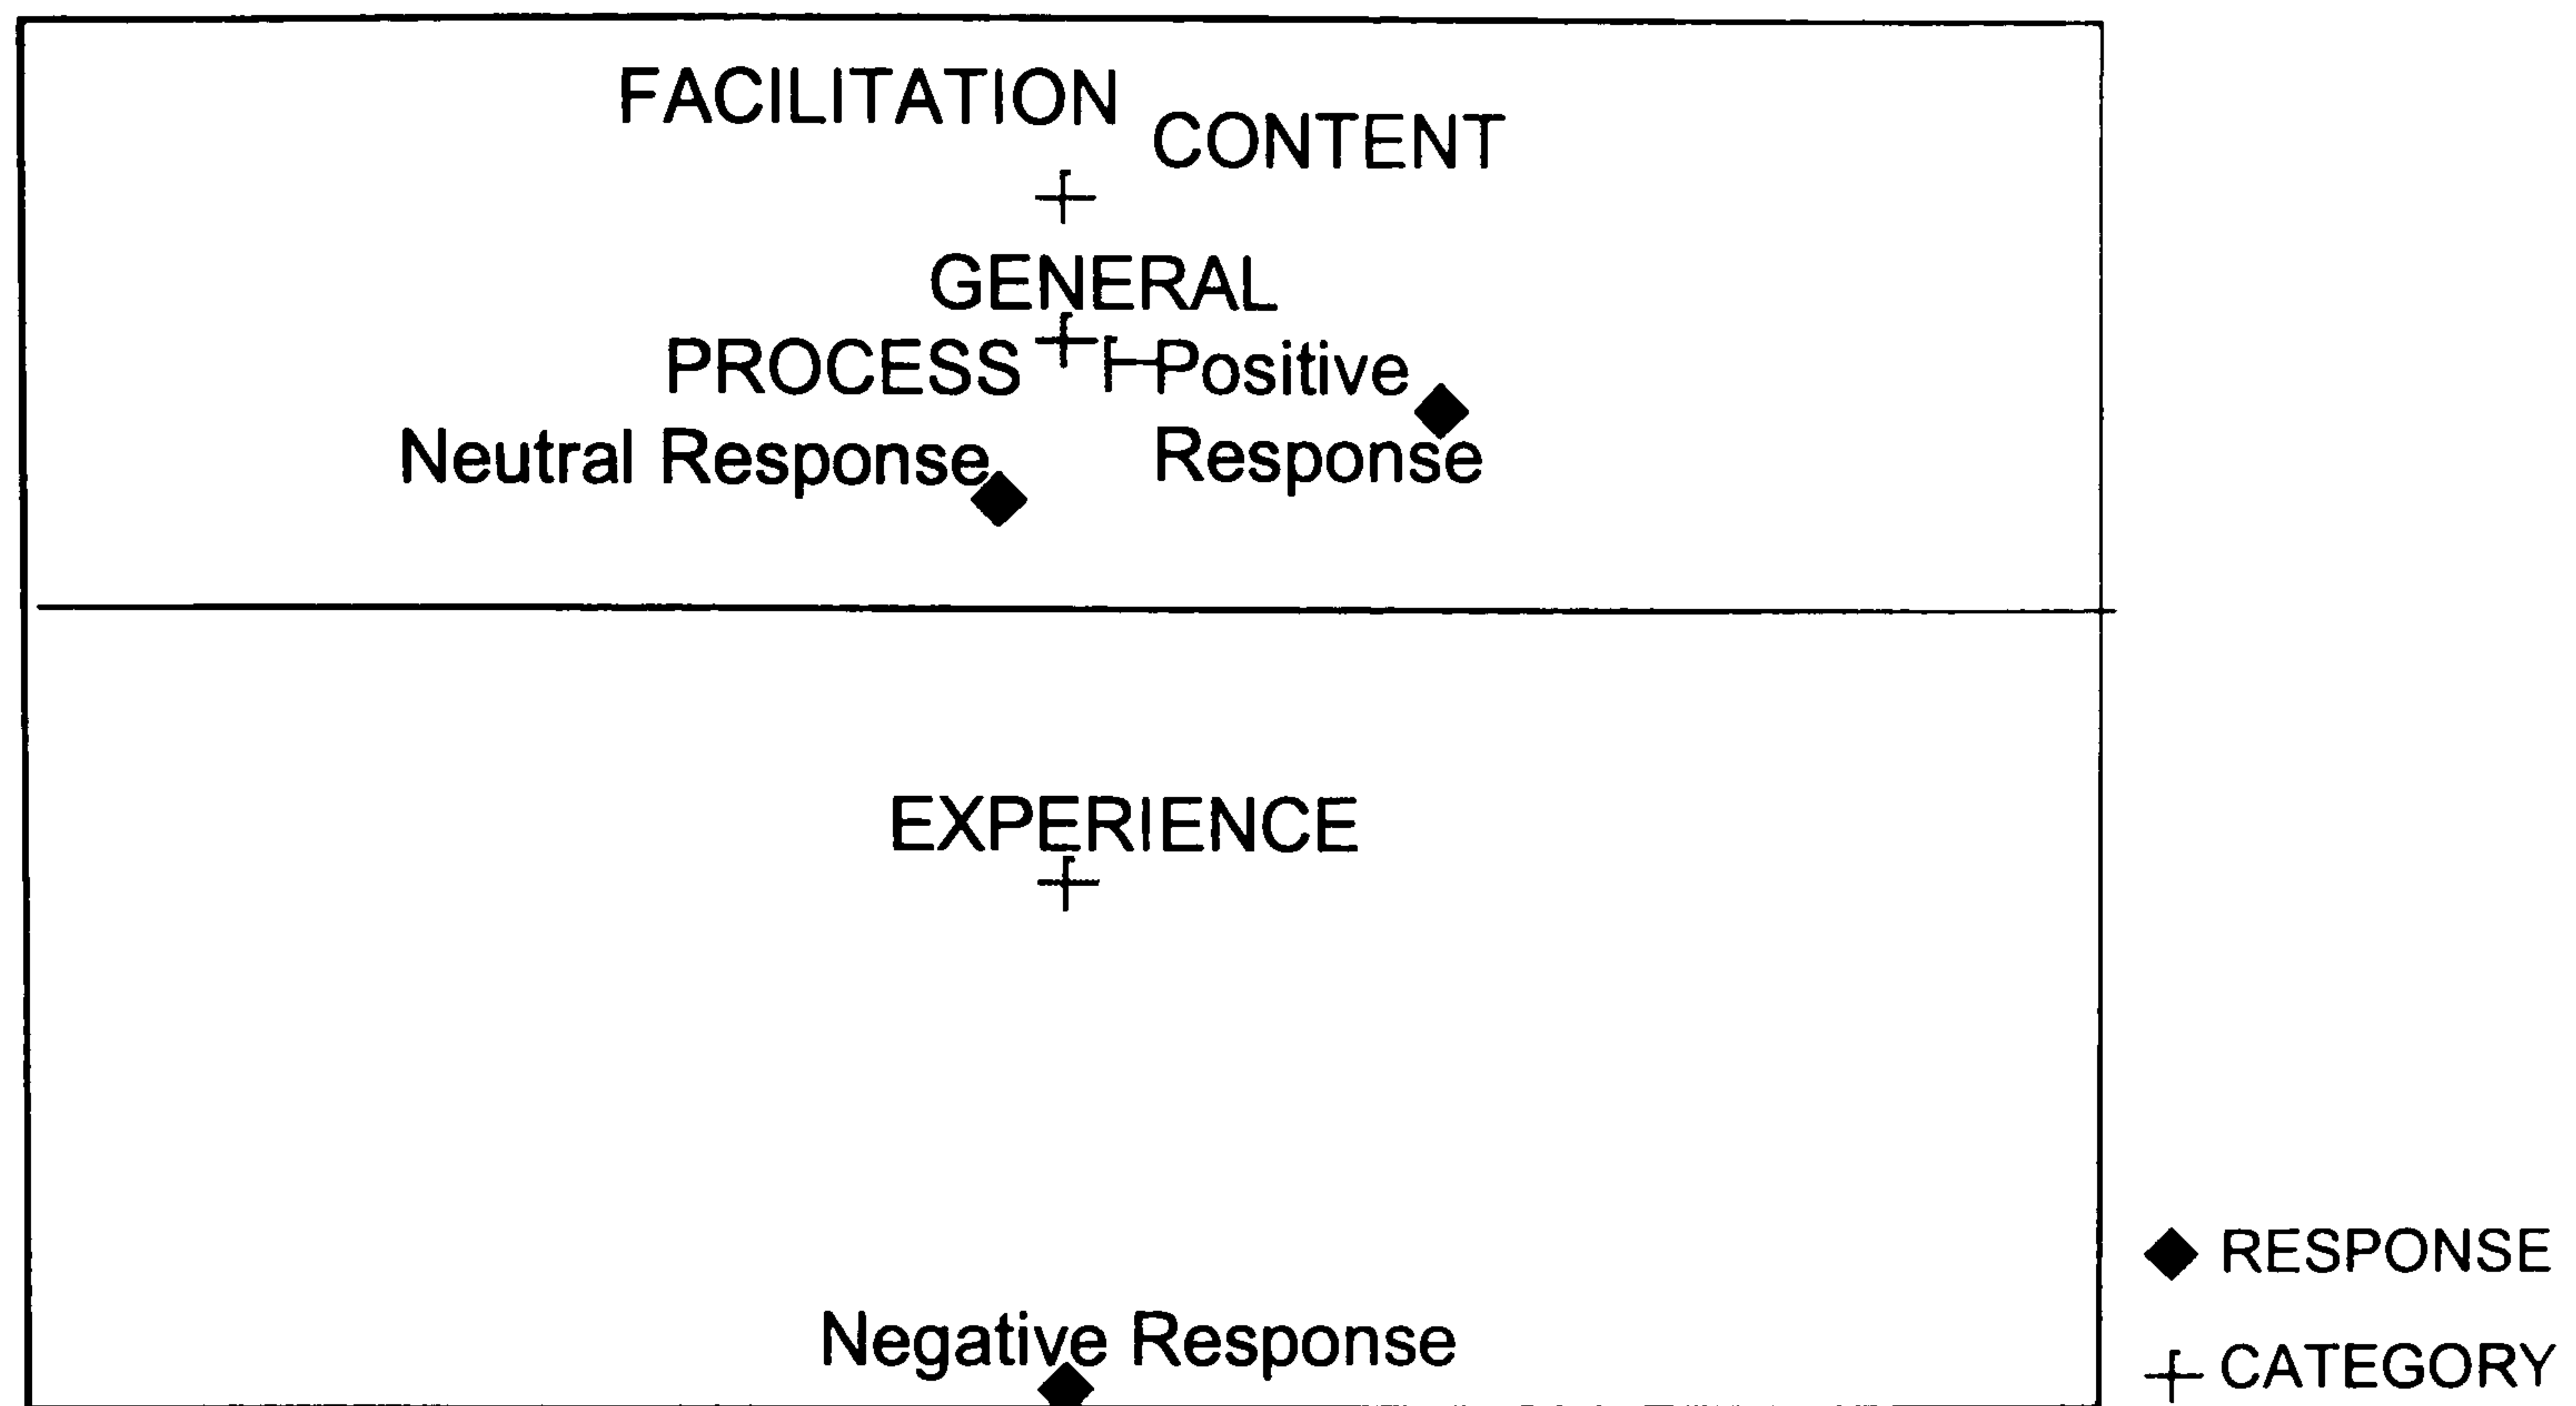 FACILITATION
CONTENT
GENERAL
PROCESS
Positive
Neutral Response
Response
EXPERIENCE
Negative Response
RESPONSE
CATEGORY